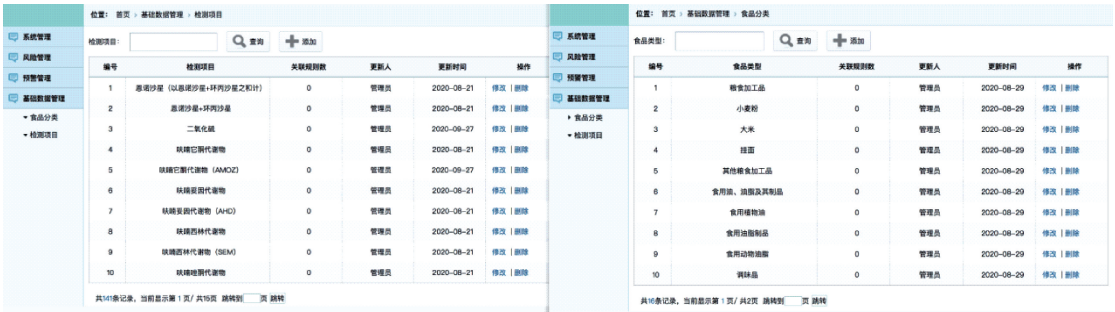 位置： 首页 › 基础数据管理 › 检测项目
系统管理
风险管理
预警管理
基础数据管理
食品分类
检测项目
检测项目： 查询 添加
编号 检测项目 关联规则数 更新人 更新时间 操作
1 恩诺沙星（以恩诺沙星+环丙沙星之和计） 0 管理员 2020-08-21 修改 | 删除
2 恩诺沙星+环丙沙星 0 管理员 2020-08-21 修改 | 删除
3 二氧化硫 0 管理员 2020-09-27 修改 | 删除
4 呋喃它酮代谢物 0 管理员 2020-08-21 修改 | 删除
5 呋喃它酮代谢物（AMOZ） 0 管理员 2020-09-27 修改 | 删除
6 呋喃妥因代谢物 0 管理员 2020-08-21 修改 | 删除
7 呋喃妥因代谢物（AHD） 0 管理员 2020-08-21 修改 | 删除
8 呋喃西林代谢物 0 管理员 2020-08-21 修改 | 删除
9 呋喃西林代谢物（SEM） 0 管理员 2020-08-21 修改 | 删除
10 呋喃唑酮代谢物 0 管理员 2020-08-21 修改 | 删除
共141条记录，当前显示第 1 页/ 共15页 跳转到 页 跳转
位置： 首页 › 基础数据管理 › 食品分类
系统管理
风险管理
预警管理
基础数据管理
食品分类
检测项目
食品类型： 查询 添加
编号 食品类型 关联规则数 更新人 更新时间 操作
1 粮食加工品 0 管理员 2020-08-29 修改 | 删除
2 小麦粉 0 管理员 2020-08-29 修改 | 删除
3 大米 0 管理员 2020-08-29 修改 | 删除
4 挂面 0 管理员 2020-08-29 修改 | 删除
5 其他粮食加工品 0 管理员 2020-08-29 修改 | 删除
6 食用油、油脂及其制品 0 管理员 2020-08-29 修改 | 删除
7 食用植物油 0 管理员 2020-08-29 修改 | 删除
8 食用油脂制品 0 管理员 2020-08-29 修改 | 删除
9 食用动物油脂 0 管理员 2020-08-29 修改 | 删除
10 调味品 0 管理员 2020-08-29 修改 | 删除
共16条记录，当前显示第 1 页/ 共2页 跳转到 页 跳转